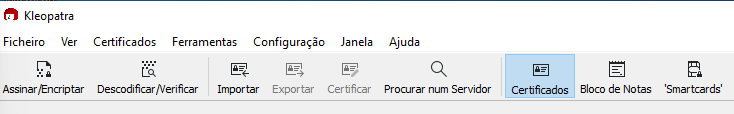 Kleopatra
Ficheiro Ver Certificados Ferramentas Configuração Janela Ajuda
Assinar/Encriptar Descodificar/Verificar Importar Exportar Certificar Procurar num Servidor Certificados Bloco de Notas 'Smartcards'